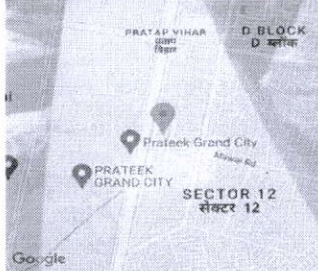 PRATAP VIHAR
प्रताप
विहार
D BLOCK
D ब्लॉक
Prateek Grand City
PRATEEK
GRAND CITY
SECTOR 12
सेक्टर 12
Google